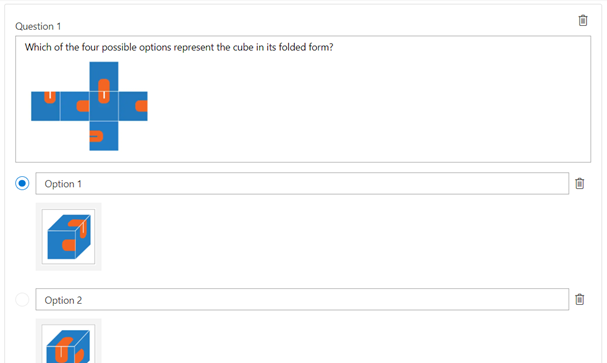 Question 1
Which of the four possible options represent the cube in its folded form?
Option 1
Option 2